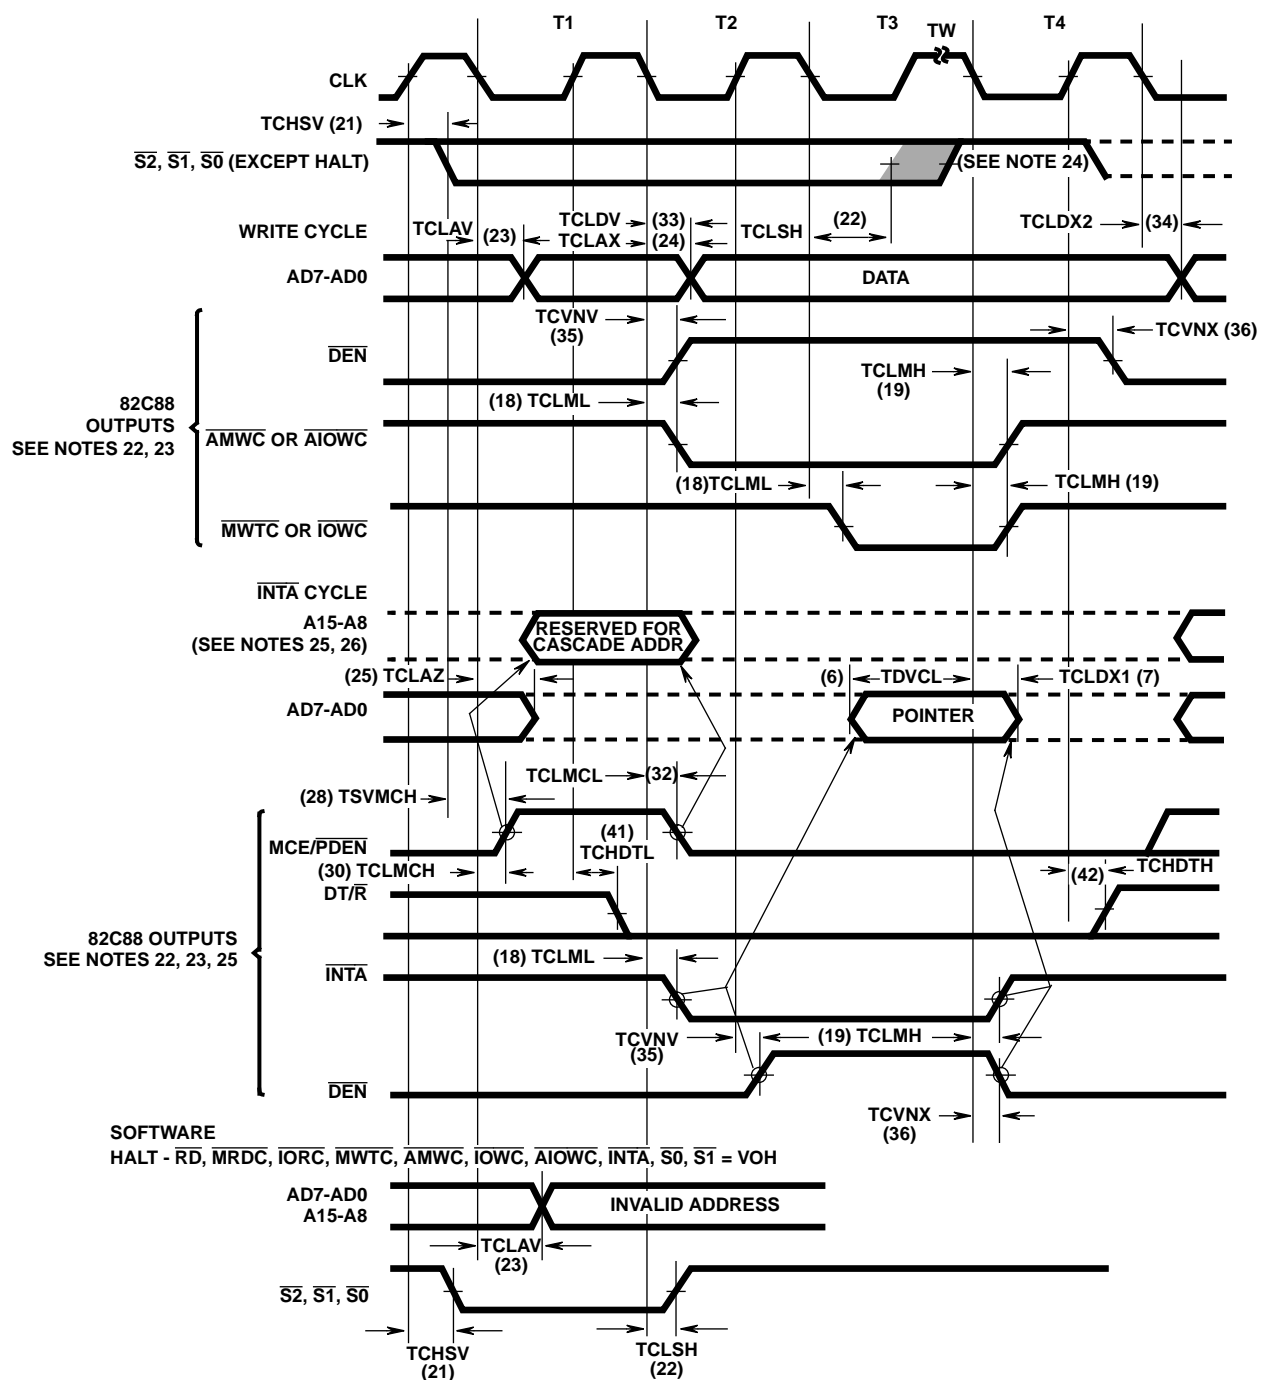 T1 T2 T3 TW T4
CLK
TCHSV (21)
S2, S1, S0 (EXCEPT HALT)
(SEE NOTE 24)
WRITE CYCLE
TCLAV (23)
TCLDV (33)
TCLAX (24)
TCLSH (22)
TCLDX2 (34)
AD7-AD0
DATA
TCVNV
(35)
TCVNX (36)
DEN
TCLMH
(19)
82C88
OUTPUTS
SEE NOTES 22, 23
(18) TCLML
AMWC OR AIOWC
(18)TCLML
TCLMH (19)
MWTC OR IOWC
INTA CYCLE
A15-A8
(SEE NOTES 25, 26)
RESERVED FOR
CASCADE ADDR
(25) TCLAZ
(6) TDVCL
TCLDX1 (7)
AD7-AD0
POINTER
TCLMCL (32)
(28) TSVMCH
MCE/PDEN
(41)
TCHDTL
(30) TCLMCH
(42) TCHDTH
DT/R
82C88 OUTPUTS
SEE NOTES 22, 23, 25
(18) TCLML
INTA
TCVNV
(35)
(19) TCLMH
DEN
TCVNX
(36)
SOFTWARE
HALT - RD, MRDC, IORC, MWTC, AMWC, IOWC, AIOWC, INTA, S0, S1 = VOH
AD7-AD0
A15-A8
INVALID ADDRESS
TCLAV
(23)
S2, S1, S0
TCHSV
(21)
TCLSH
(22)